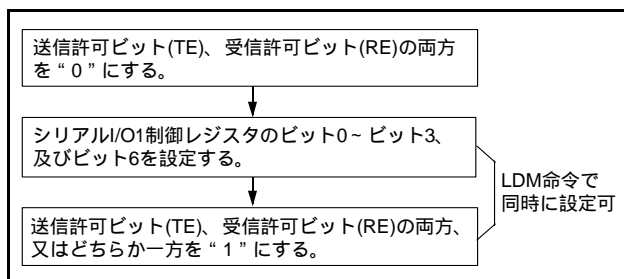 送信許可ビット(TE)、受信許可ビット(RE)の両方
を“0”にする。
シリアルI/O1制御レジスタのビット0~ビット3、
及びビット6を設定する。
LDM命令で
同時に設定可
送信許可ビット(TE)、受信許可ビット(RE)の両方、
又はどちらか一方を“1”にする。